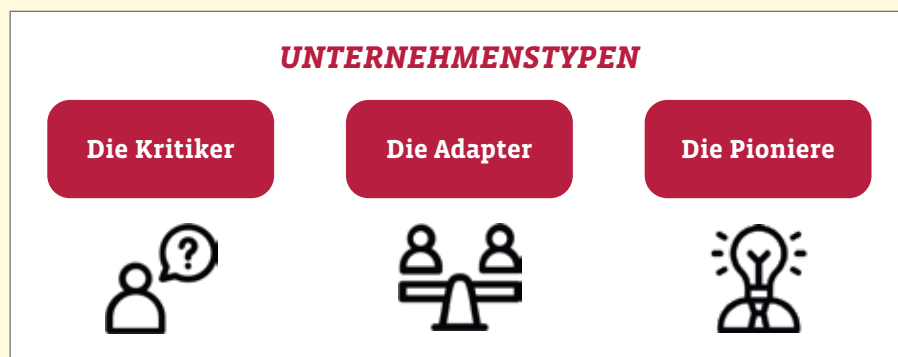 UNTERNEHMENSTYPEN
Die Kritiker
Die Adapter
Die Pioniere
?